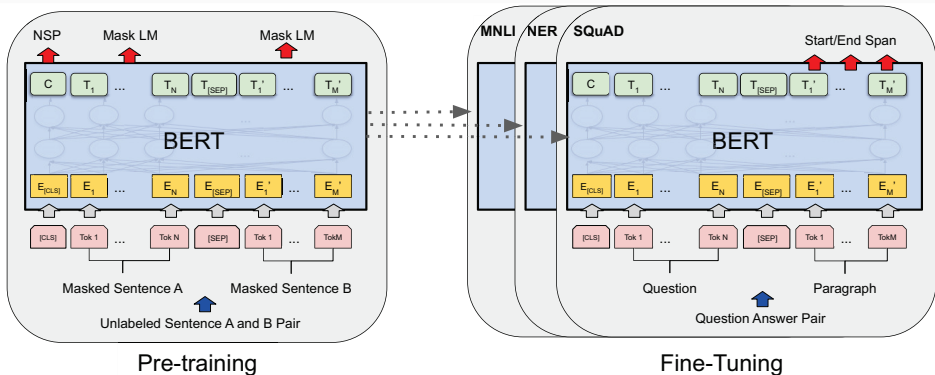 NSP Mask LM Mask LM
C T1 ... TN T[SEP] T1' ... TM'
BERT
E[CLS] E1 ... EN E[SEP] E1' ... EM'
[CLS] Tok 1 ... Tok N [SEP] Tok 1 ... TokM
Masked Sentence A Masked Sentence B
Unlabeled Sentence A and B Pair
Pre-training
MNLI NER SQuAD
Start/End Span
C T1 ... TN T[SEP] T1' ... TM'
BERT
E[CLS] E1 ... EN E[SEP] E1' ... EM'
[CLS] Tok 1 ... Tok N [SEP] Tok 1 ... TokM
Question Paragraph
Question Answer Pair
Fine-Tuning